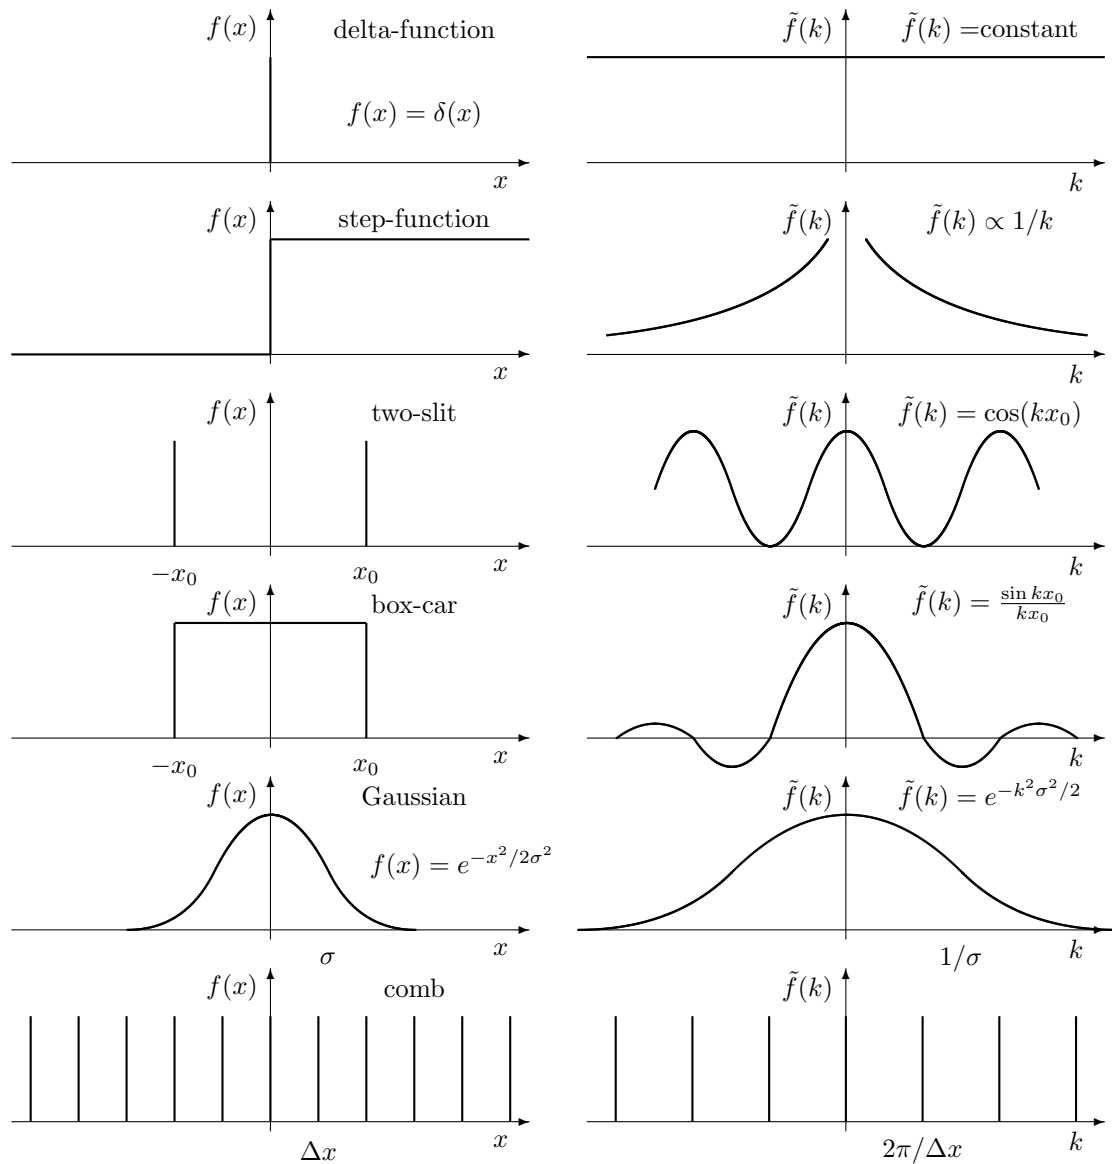 f(x) delta-function
f(x) = δ(x)
x
f̃(k) f̃(k) =constant
k
f(x) step-function
x
f̃(k) f̃(k) ∝ 1/k
k
f(x) two-slit
−x₀ x₀ x
f̃(k) f̃(k) = cos(kx₀)
k
f(x) box-car
−x₀ x₀ x
f̃(k) f̃(k) = sin kx₀ / kx₀
k
f(x) Gaussian
f(x) = e^{−x²/2σ²}
σ x
f̃(k) f̃(k) = e^{−k²σ²/2}
1/σ k
f(x) comb
Δx x
f̃(k)
2π/Δx k